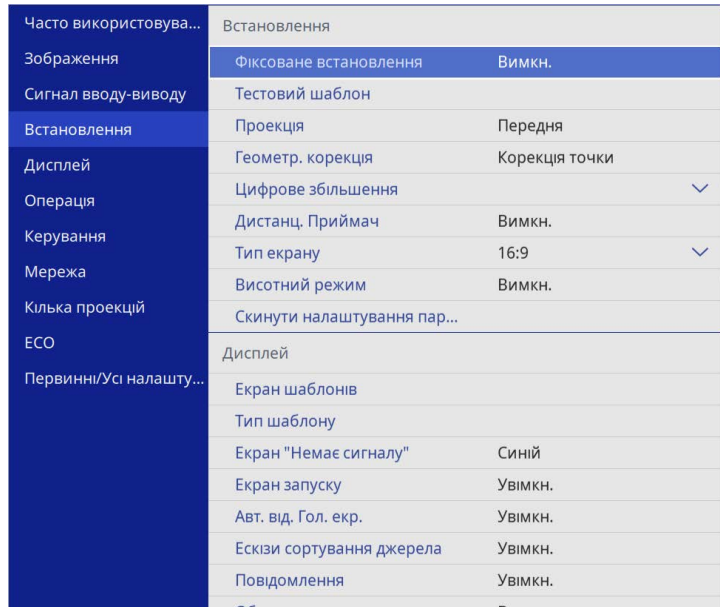 Часто використовува...
Зображення
Сигнал вводу-виводу
Встановлення
Дисплей
Операція
Керування
Мережа
Кілька проекцій
ECO
Первинні/Усі налашту...
Встановлення
Фіксоване встановлення Вимкн.
Тестовий шаблон
Проекція Передня
Геометр. корекція Корекція точки
Цифрове збільшення
Дистанц. Приймач Вимкн.
Тип екрану 16:9
Висотний режим Вимкн.
Скинути налаштування пар...
Дисплей
Екран шаблонів
Тип шаблону
Екран "Немає сигналу" Синій
Екран запуску Увімкн.
Авт. від. Гол. екр. Увімкн.
Ескізи сортування джерела Увімкн.
Повідомлення Увімкн.